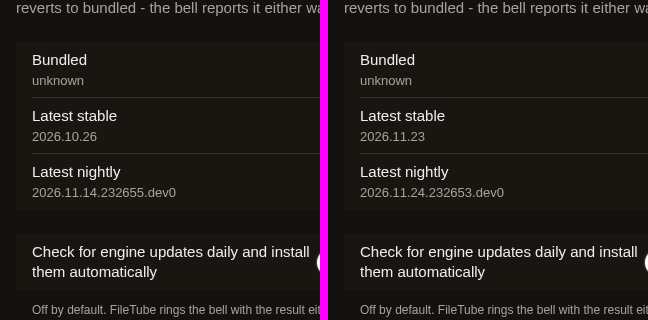 reverts to bundled - the bell reports it either
Bundled
unknown
Latest stable
2026.10.26
Latest nightly
2026.11.14.232655.dev0
Check for engine updates daily and install
them automatically
Off by default. FileTube rings the bell with the result
reverts to bundled - the bell reports it either
Bundled
unknown
Latest stable
2026.11.23
Latest nightly
2026.11.24.232653.dev0
Check for engine updates daily and install
them automatically
Off by default. FileTube rings the bell with the result